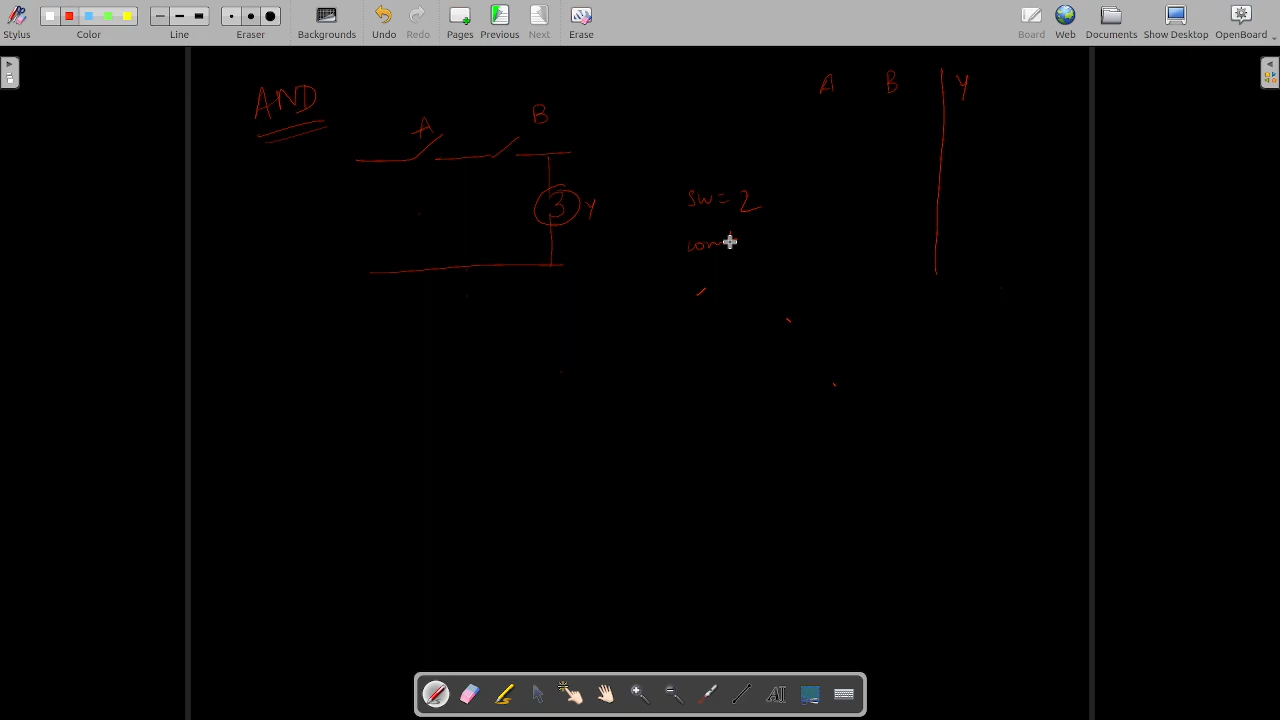 Stylus Color Line Eraser Backgrounds Undo Redo Pages Previous Next Erase Board Web Documents Show Desktop OpenBoard
AND
A B
Y
SW = 2
A B Y
AI